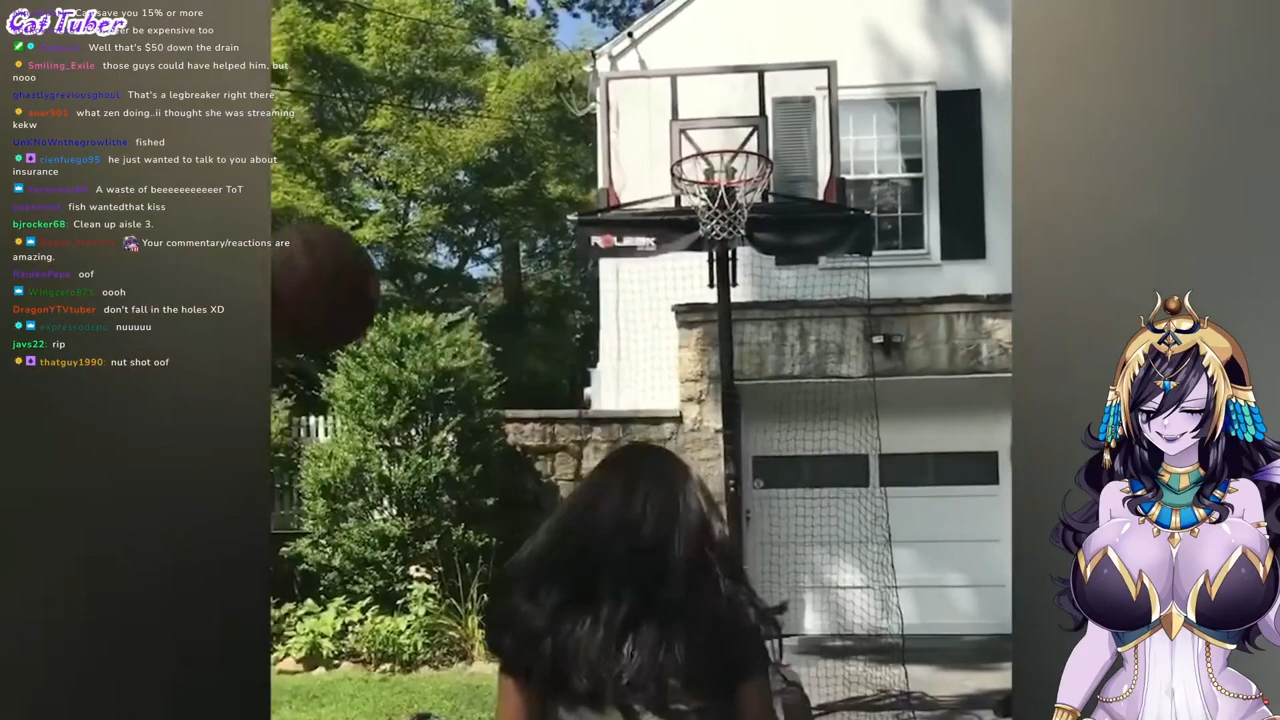 Cat Tuber
save you 15% or more
be expensive too
Well that's $50 down the drain
Smiling_Exile those guys could have helped him, but
nooo
ghastlygreviousghoul: That's a legbreaker right there
what zen doing..ii thought she was streaming
kekw
UnKNoWnthegrowlithe: fished
cienfuego95 he just wanted to talk to you about
insurance
A waste of beeeeeeeeeeer ToT
fish wantedthat kiss
bjrocker68: Clean up aisle 3.
Your commentary/reactions are
amazing.
oof
Wingzero871: oooh
DragonYTVtuber don't fall in the holes XD
nuuuuu
javs22: rip
thatguy1990: nut shot oof